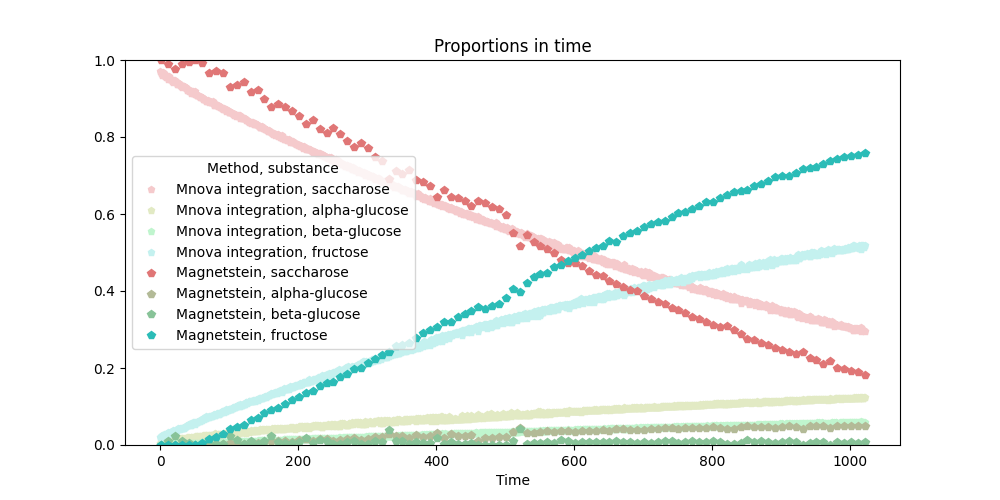 Proportions in time
1.0
0.8
0.6
0.4
0.2
0.0
Method, substance
Mnova integration, saccharose
Mnova integration, alpha-glucose
Mnova integration, beta-glucose
Mnova integration, fructose
Magnetstein, saccharose
Magnetstein, alpha-glucose
Magnetstein, beta-glucose
Magnetstein, fructose
0 200 400 600 800 1000
Time